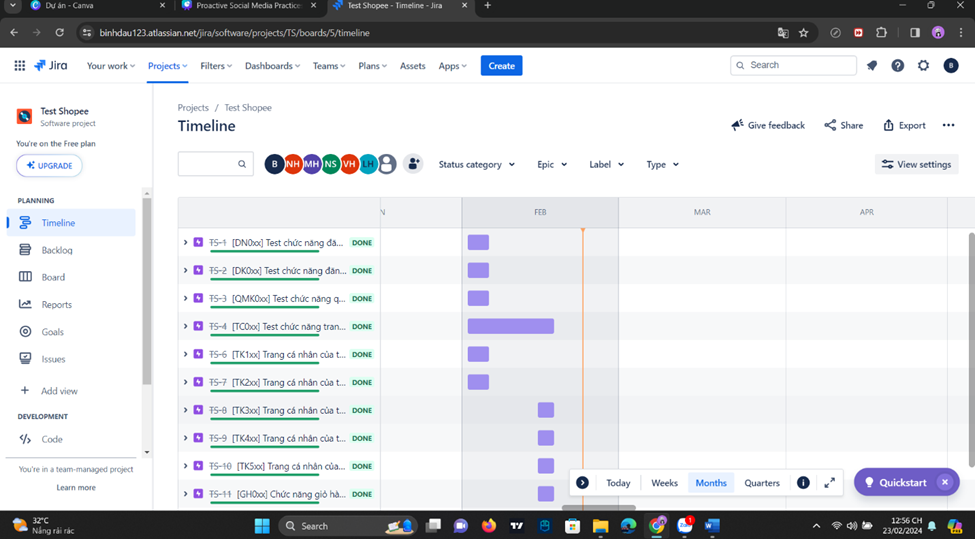 Dự án - Canva
Proactive Social Media Practices
Test Shopee - Timeline - Jira
binhdau123.atlassian.net/jira/software/projects/TS/boards/5/timeline
Jira
Your work
Projects
Filters
Dashboards
Teams
Plans
Assets
Apps
Create
Search
B
Test Shopee
Software project
You're on the Free plan
UPGRADE
PLANNING
Timeline
Backlog
Board
Reports
Goals
Issues
Add view
DEVELOPMENT
Code
You're in a team-managed project
Learn more
Projects / Test Shopee
Timeline
Give feedback
Share
Export
B NH MH NS VH LH
Status category
Epic
Label
Type
View settings
N FEB MAR APR
TS-1 [DN0xx] Test chức năng đă... DONE
TS-2 [DK0xx] Test chức năng đăn... DONE
TS-3 [QMK0xx] Test chức năng q... DONE
TS-4 [TC0xx] Test chức năng tran... DONE
TS-6 [TK1xx] Trang cá nhân của t... DONE
TS-7 [TK2xx] Trang cá nhân của t... DONE
TS-8 [TK3xx] Trang cá nhân của t... DONE
TS-9 [TK4xx] Trang cá nhân của t... DONE
TS-10 [TK5xx] Trang cá nhân của... DONE
TS-11 [GH0xx] Chức năng giỏ hà... DONE
Today
Weeks
Months
Quarters
Quickstart
32°C
Nắng rải rác
Search
1
12:56 CH
23/02/2024